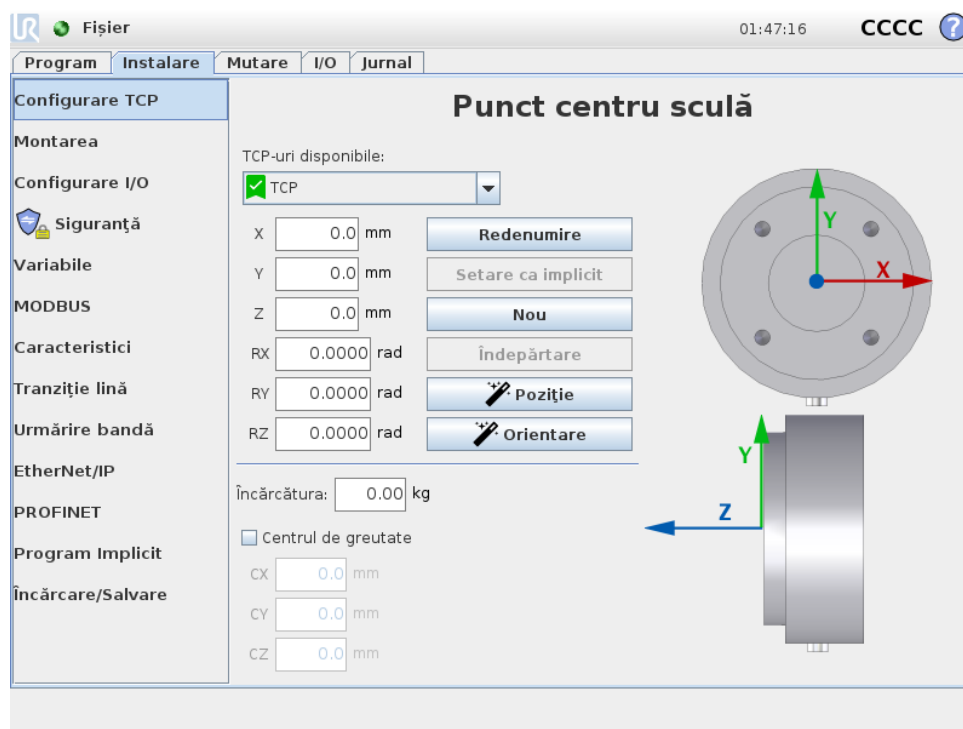 UR Fișier 01:47:16 CCCC ?
Program Instalare Mutare I/O Jurnal
Configurare TCP
Montarea
Configurare I/O
Siguranță
Variabile
MODBUS
Caracteristici
Tranziție lină
Urmărire bandă
EtherNet/IP
PROFINET
Program Implicit
Încărcare/Salvare
Punct centru sculă
TCP-uri disponibile:
TCP
X 0.0 mm Redenumire
Y 0.0 mm Setare ca implicit
Z 0.0 mm Nou
RX 0.0000 rad Îndepărtare
RY 0.0000 rad Poziție
RZ 0.0000 rad Orientare
Încărcătura: 0.00 kg
Centrul de greutate
CX 0.0 mm
CY 0.0 mm
CZ 0.0 mm
Y
X
Y
Z